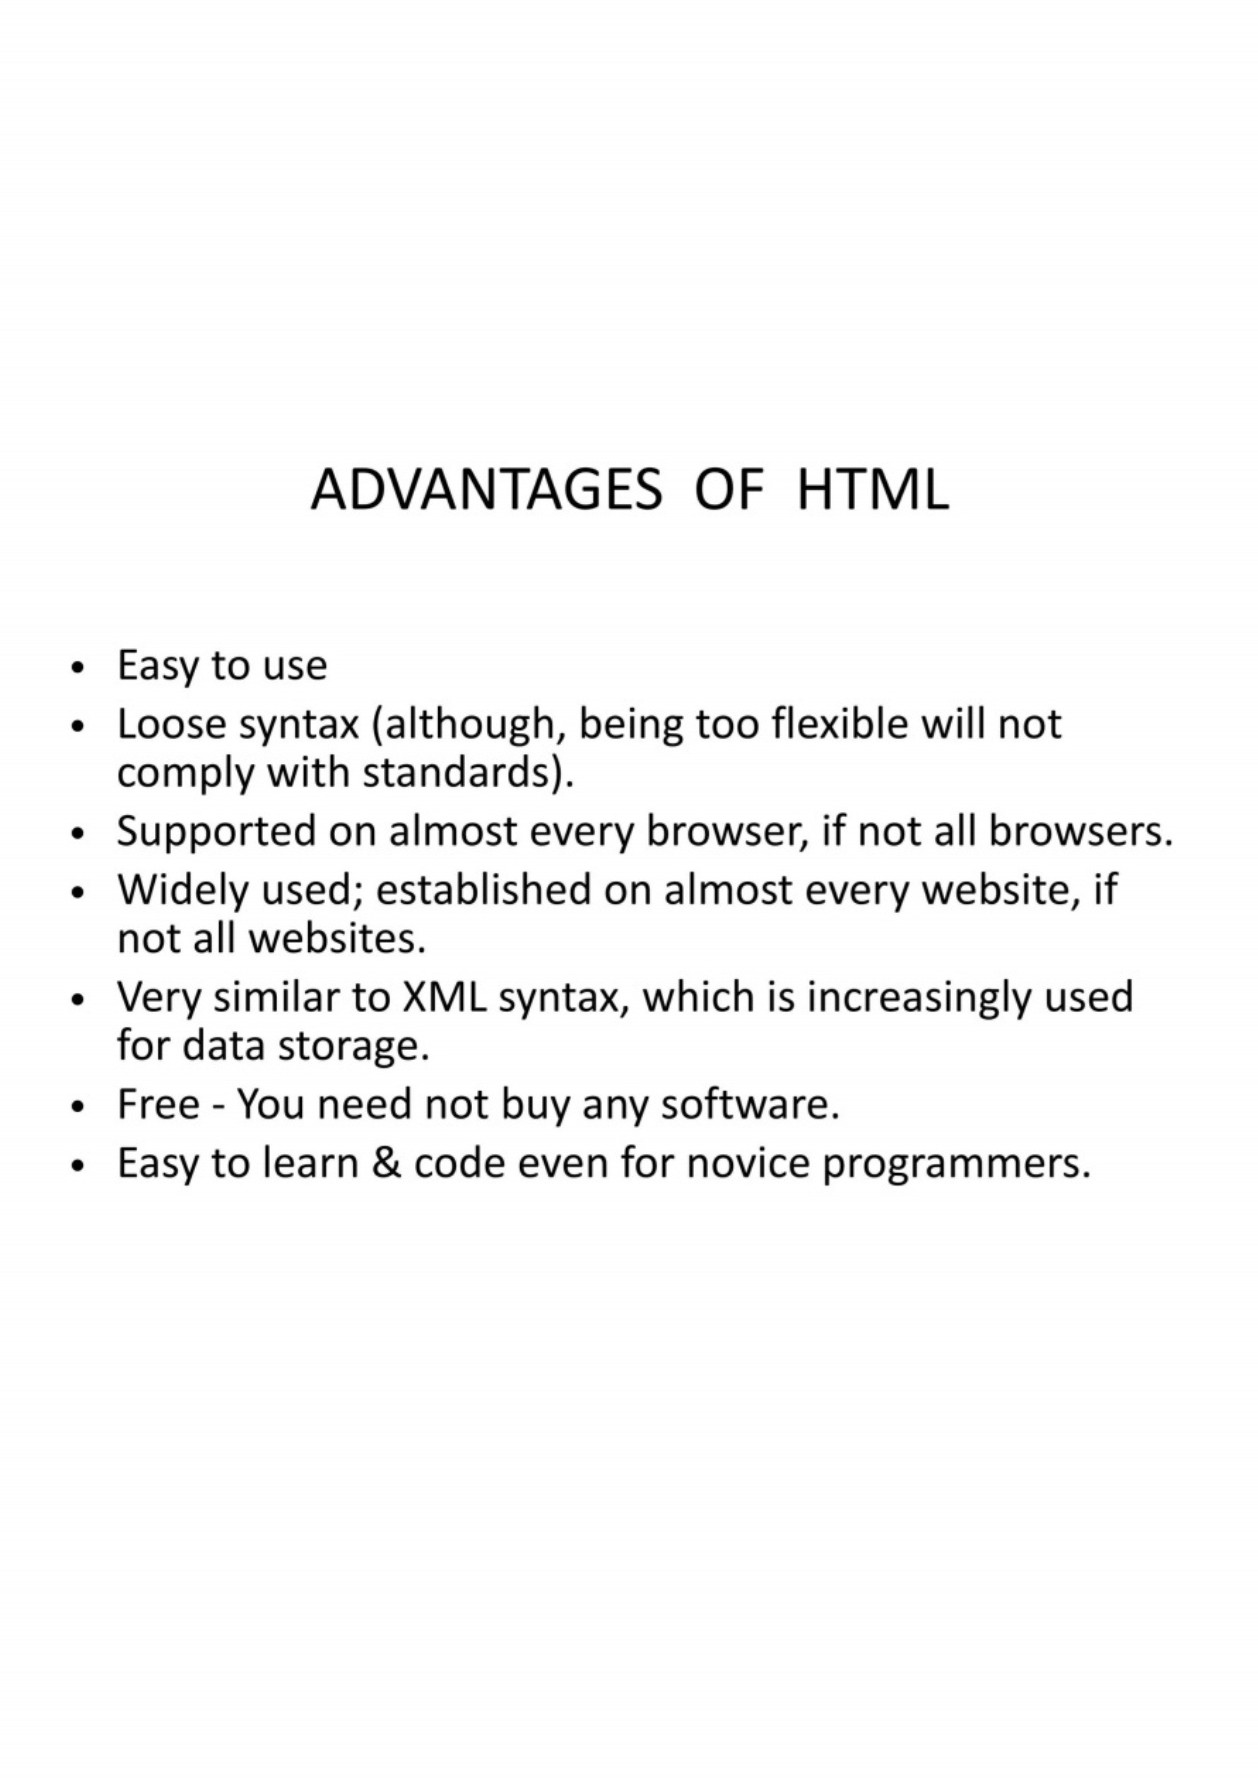 ADVANTAGES OF HTML
• Easy to use
• Loose syntax (although, being too flexible will not
comply with standards).
• Supported on almost every browser, if not all browsers.
• Widely used; established on almost every website, if
not all websites.
• Very similar to XML syntax, which is increasingly used
for data storage.
• Free - You need not buy any software.
• Easy to learn & code even for novice programmers.